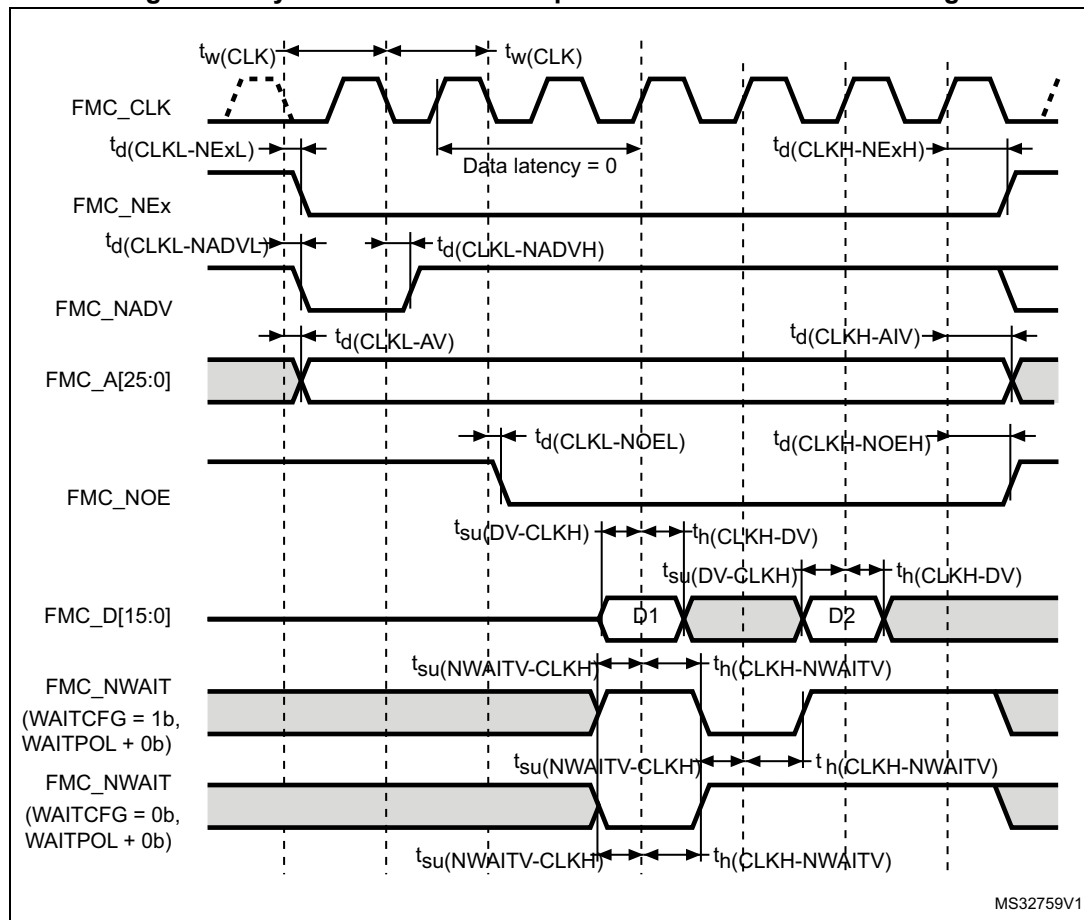 tw(CLK) tw(CLK)
FMC_CLK
td(CLKL-NExL) Data latency = 0 td(CLKH-NExH)
FMC_NEx
td(CLKL-NADVL) td(CLKL-NADVH)
FMC_NADV
td(CLKL-AV) td(CLKH-AIV)
FMC_A[25:0]
td(CLKL-NOEL) td(CLKH-NOEH)
FMC_NOE
tsu(DV-CLKH) th(CLKH-DV)
tsu(DV-CLKH) th(CLKH-DV)
FMC_D[15:0] D1 D2
tsu(NWAITV-CLKH) th(CLKH-NWAITV)
FMC_NWAIT
(WAITCFG = 1b,
WAITPOL + 0b)
tsu(NWAITV-CLKH) th(CLKH-NWAITV)
FMC_NWAIT
(WAITCFG = 0b,
WAITPOL + 0b)
tsu(NWAITV-CLKH) th(CLKH-NWAITV)
MS32759V1